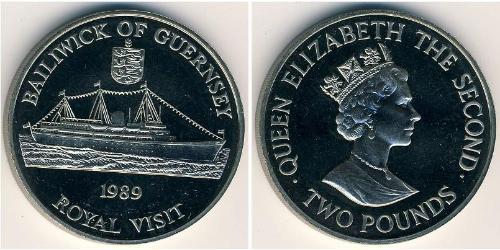 BAILIWICK OF GUERNSEY
1989
ROYAL VISIT
· QUEEN ELIZABETH THE SECOND ·
TWO POUNDS